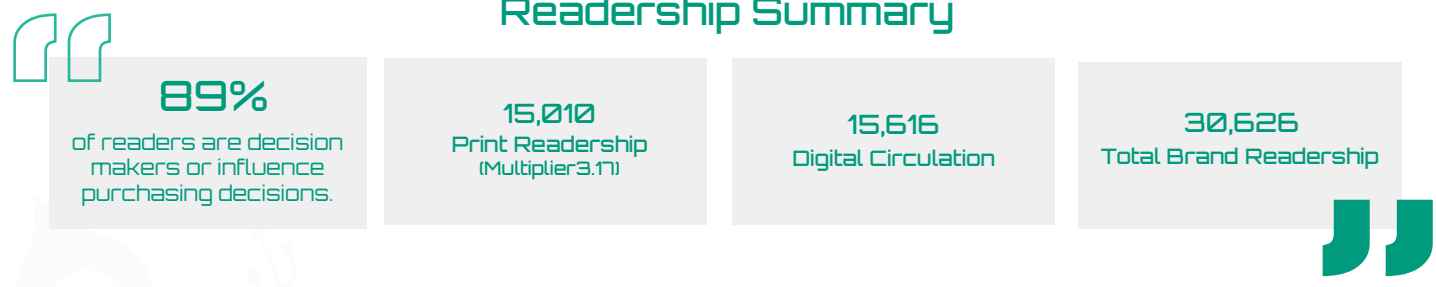 Readership Summary
89%
of readers are decision
makers or influence
purchasing decisions.
15,010
Print Readership
(Multiplier3.17)
15,616
Digital Circulation
30,626
Total Brand Readership